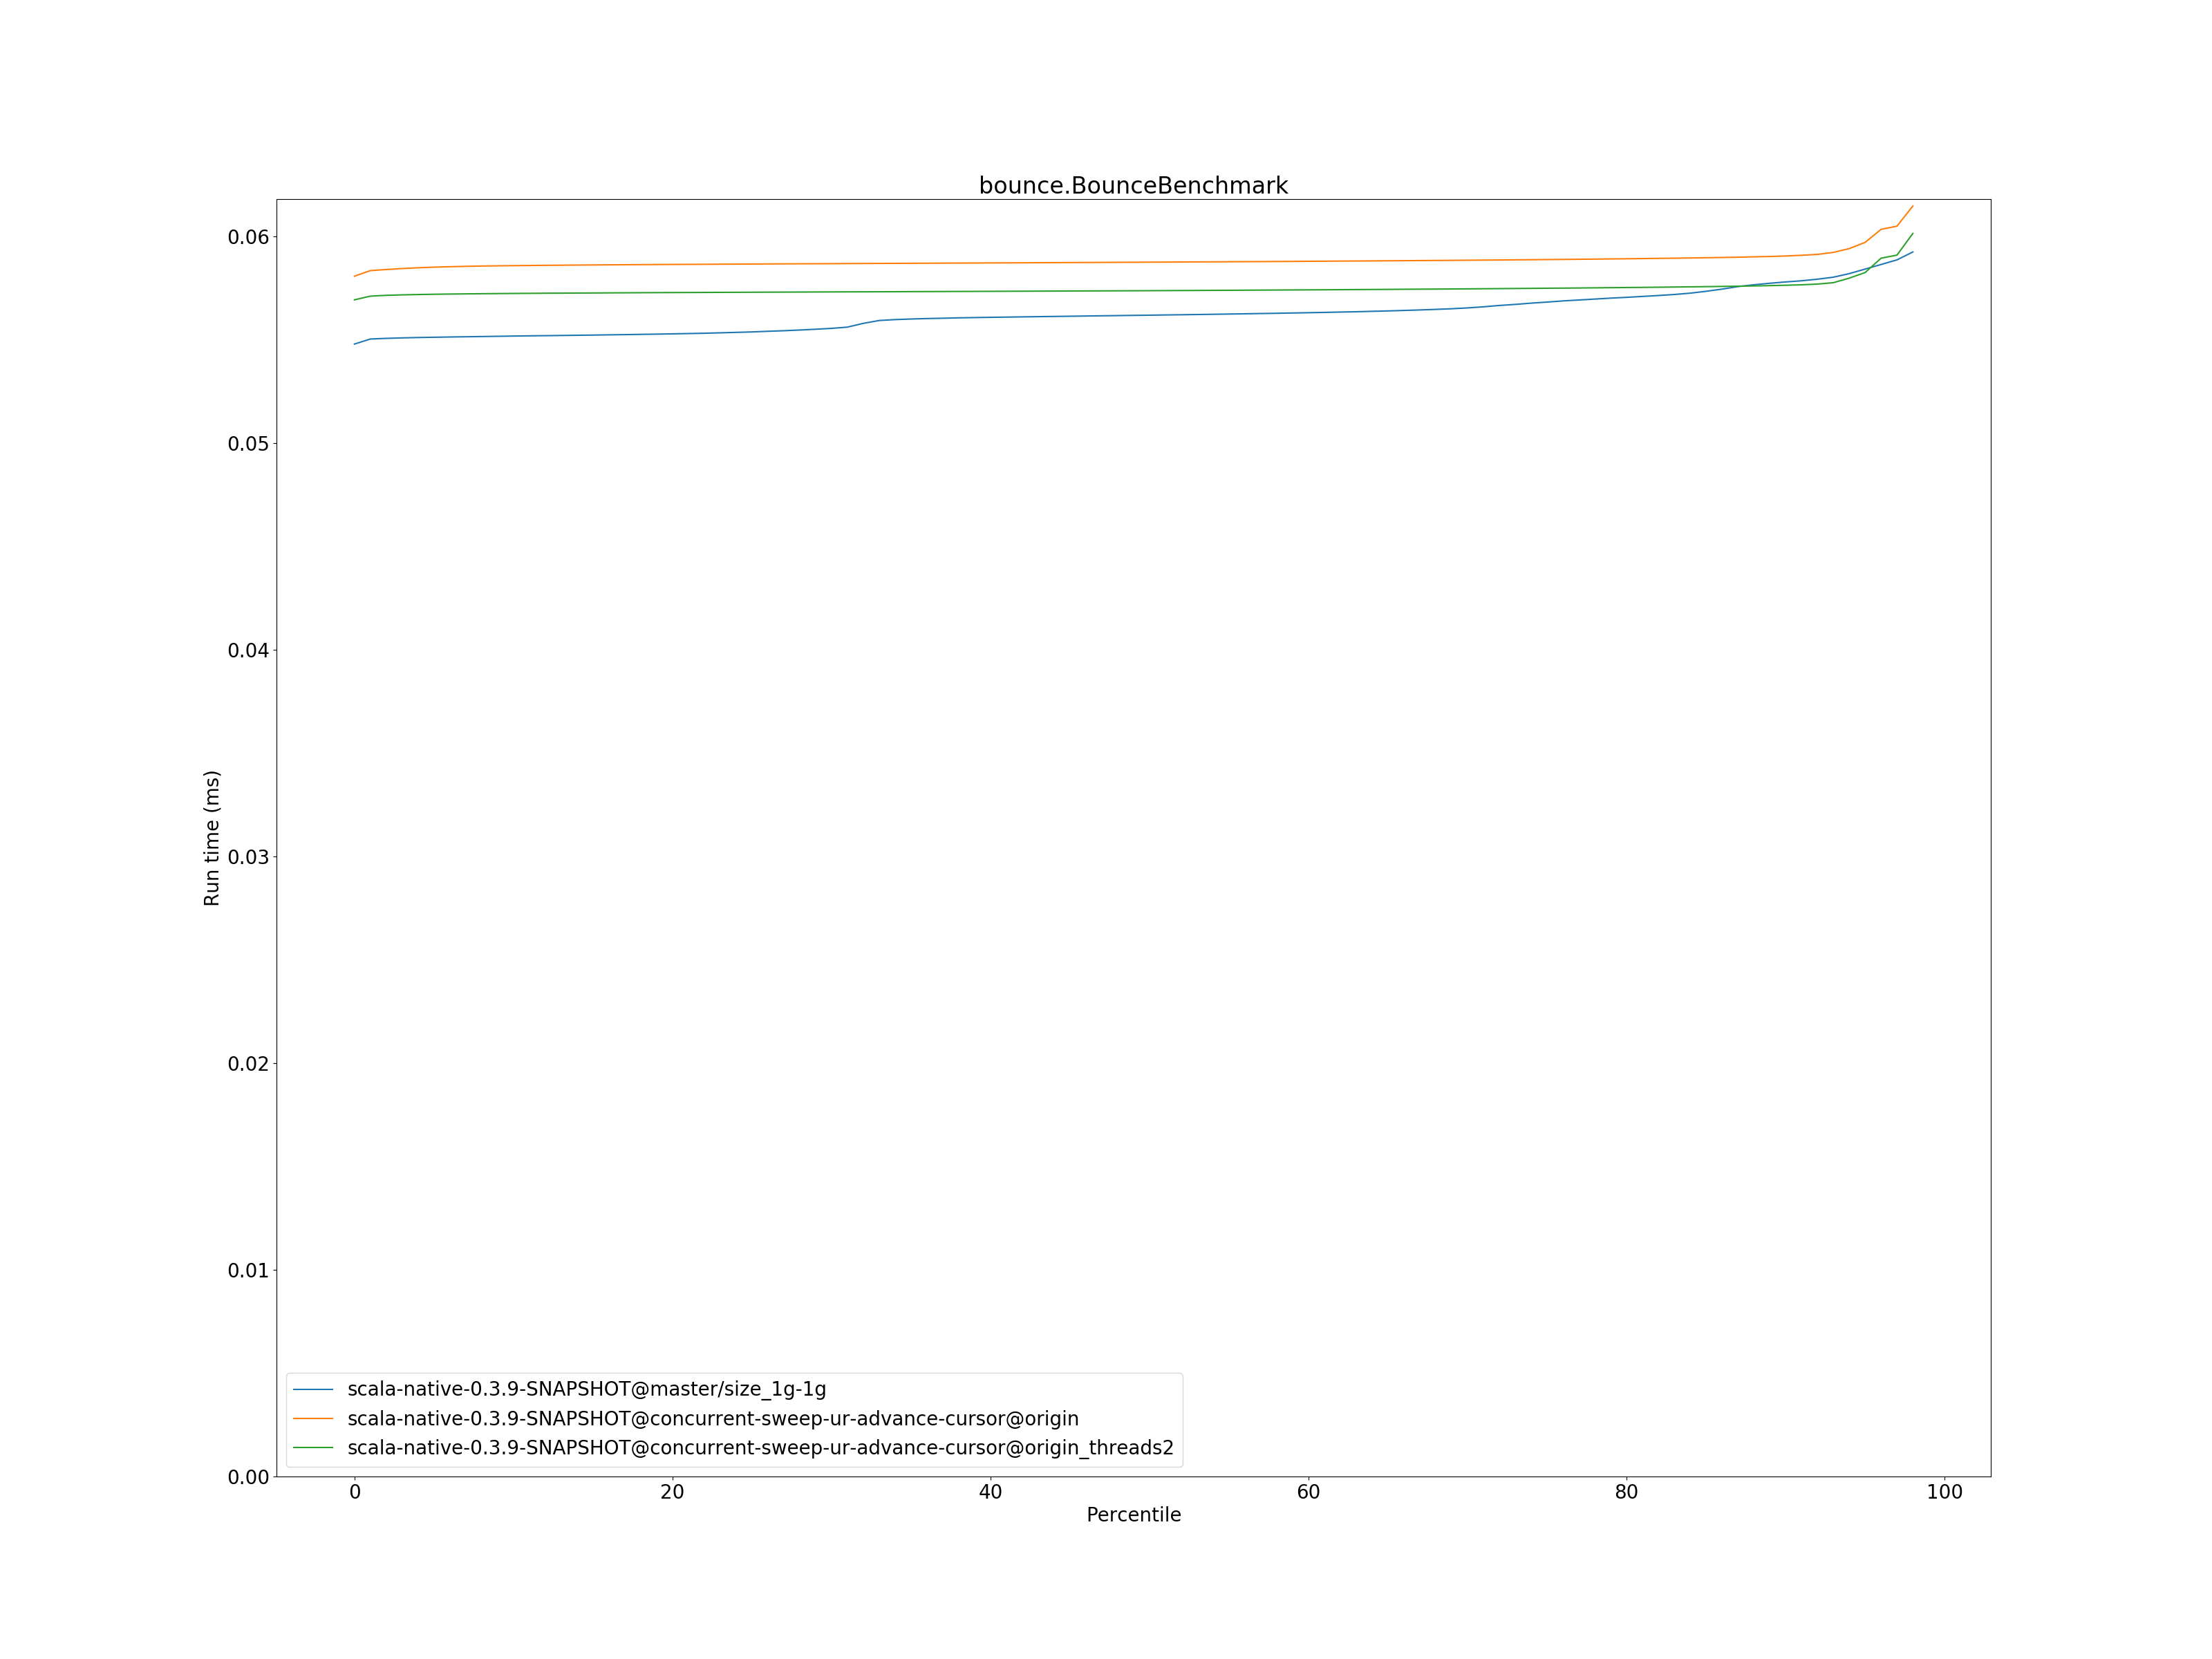 bounce.BounceBenchmark
0.06
0.05
0.04
0.03
0.02
0.01
0.00
Run time (ms)
scala-native-0.3.9-SNAPSHOT@master/size_1g-1g
scala-native-0.3.9-SNAPSHOT@concurrent-sweep-ur-advance-cursor@origin
scala-native-0.3.9-SNAPSHOT@concurrent-sweep-ur-advance-cursor@origin_threads2
0 20 40 60 80 100
Percentile